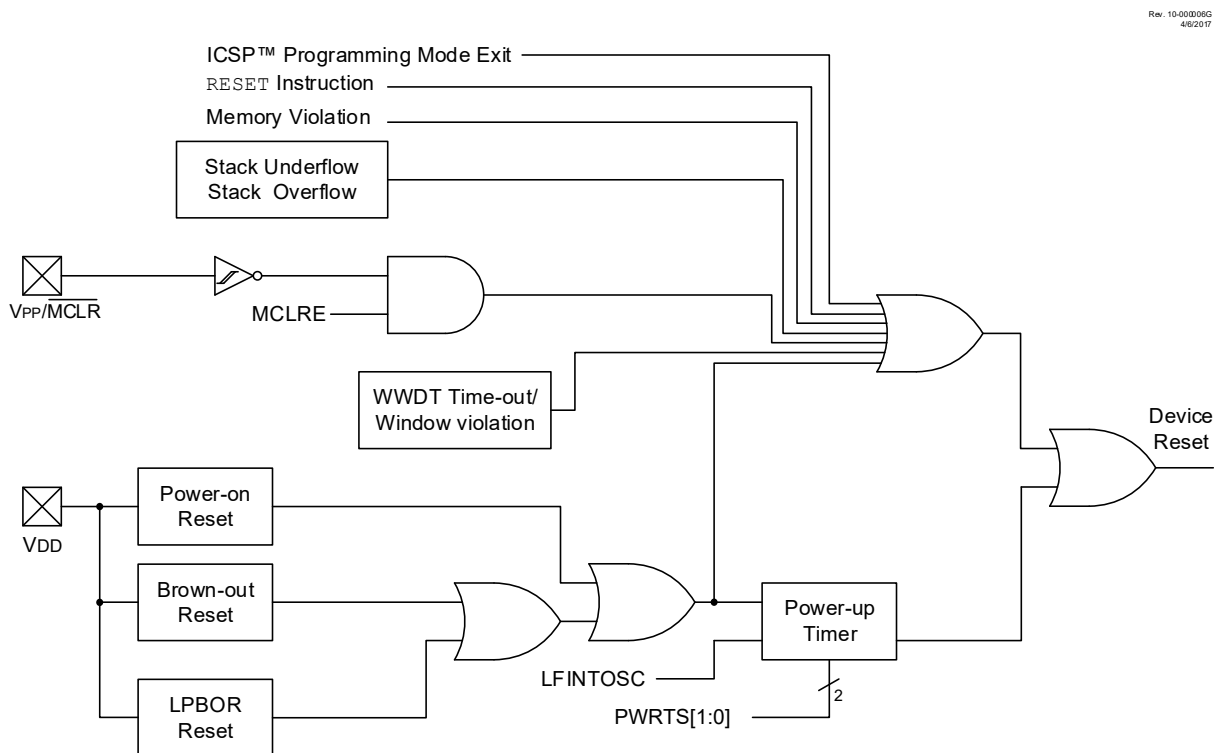 Rev. 10-000006G
4/6/2017
ICSP™ Programming Mode Exit
RESET Instruction
Memory Violation
Stack Underflow
Stack Overflow
VPP/MCLR
MCLRE
WWDT Time-out/
Window violation
Device
Reset
Power-on
Reset
VDD
Brown-out
Reset
Power-up
Timer
LFINTOSC
LPBOR
Reset
2
PWRTS[1:0]